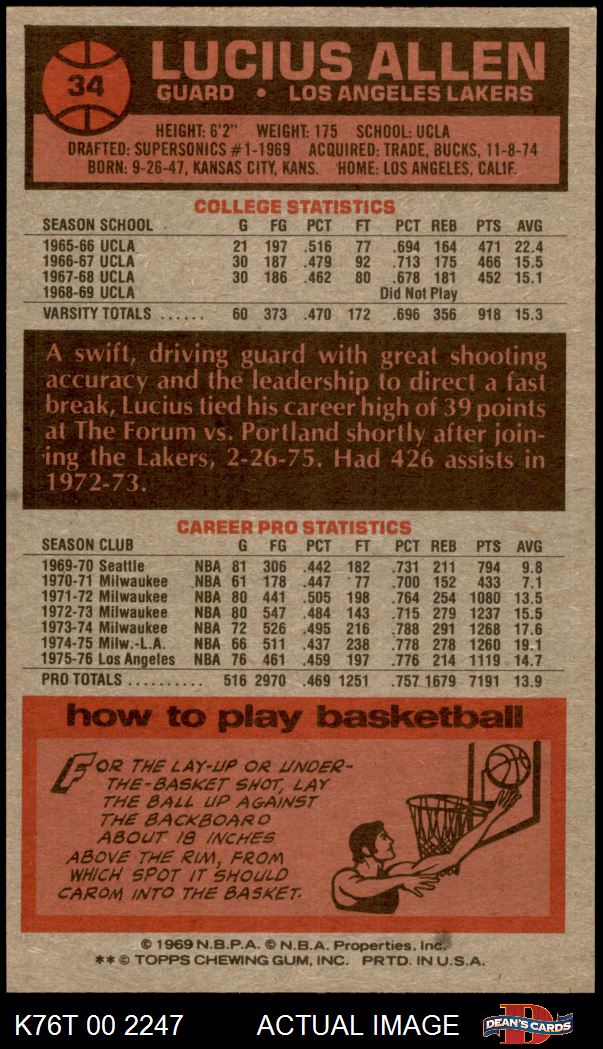 34
LUCIUS ALLEN
GUARD • LOS ANGELES LAKERS
HEIGHT: 6'2" WEIGHT: 175 SCHOOL: UCLA
DRAFTED: SUPERSONICS #1-1969 ACQUIRED: TRADE, BUCKS, 11-8-74
BORN: 9-26-47, KANSAS CITY, KANS. HOME: LOS ANGELES, CALIF.
COLLEGE STATISTICS
SEASON SCHOOL G FG PCT FT PCT REB PTS AVG
1965-66 UCLA 21 197 .516 77 .694 164 471 22.4
1966-67 UCLA 30 187 .479 92 .713 175 466 15.5
1967-68 UCLA 30 186 .462 80 .678 181 452 15.1
1968-69 UCLA Did Not Play
VARSITY TOTALS ...... 60 373 .470 172 .696 356 918 15.3
A swift, driving guard with great shooting
accuracy and the leadership to direct a fast
break, Lucius tied his career high of 39 points
at The Forum vs. Portland shortly after join-
ing the Lakers, 2-26-75. Had 426 assists in
1972-73.
CAREER PRO STATISTICS
SEASON CLUB G FG PCT FT PCT REB PTS AVG
1969-70 Seattle NBA 81 306 .442 182 .731 211 794 9.8
1970-71 Milwaukee NBA 61 178 .447 77 .700 152 433 7.1
1971-72 Milwaukee NBA 80 441 .505 198 .764 254 1080 13.5
1972-73 Milwaukee NBA 80 547 .484 143 .715 279 1237 15.5
1973-74 Milwaukee NBA 72 526 .495 216 .788 291 1268 17.6
1974-75 Milw.-L.A. NBA 66 511 .437 238 .778 278 1260 19.1
1975-76 Los Angeles NBA 76 461 .459 197 .776 214 1119 14.7
PRO TOTALS .......... 516 2970 .469 1251 .757 1679 7191 13.9
how to play basketball
FOR THE LAY-UP OR UNDER-
THE-BASKET SHOT, LAY
THE BALL UP AGAINST
THE BACKBOARD
ABOUT 18 INCHES
ABOVE THE RIM, FROM
WHICH SPOT IT SHOULD
CAROM INTO THE BASKET.
© 1969 N.B.P.A. © N.B.A. Properties, Inc.
** © TOPPS CHEWING GUM, INC. PRTD. IN U.S.A.
K76T 00 2247 ACTUAL IMAGE
D
DEAN'S CARDS